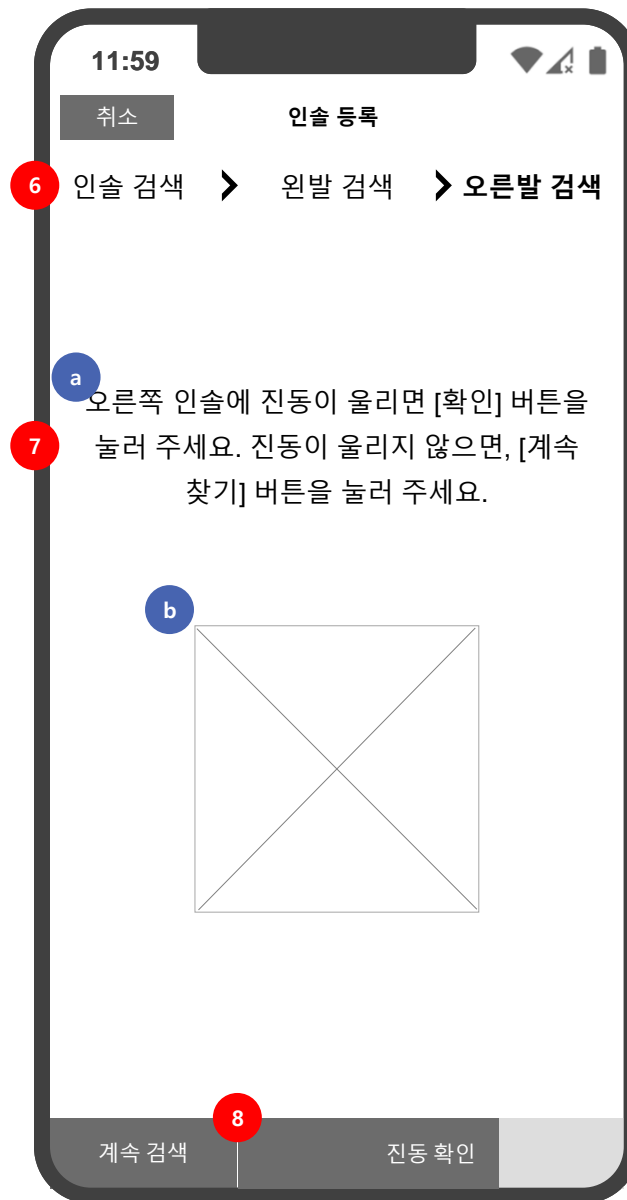 11:59
취소
인솔 등록
6
인솔 검색
왼발 검색
오른발 검색
a
오른쪽 인솔에 진동이 울리면 [확인] 버튼을
7
눌러 주세요. 진동이 울리지 않으면, [계속
찾기] 버튼을 눌러 주세요.
b
8
계속 검색
진동 확인